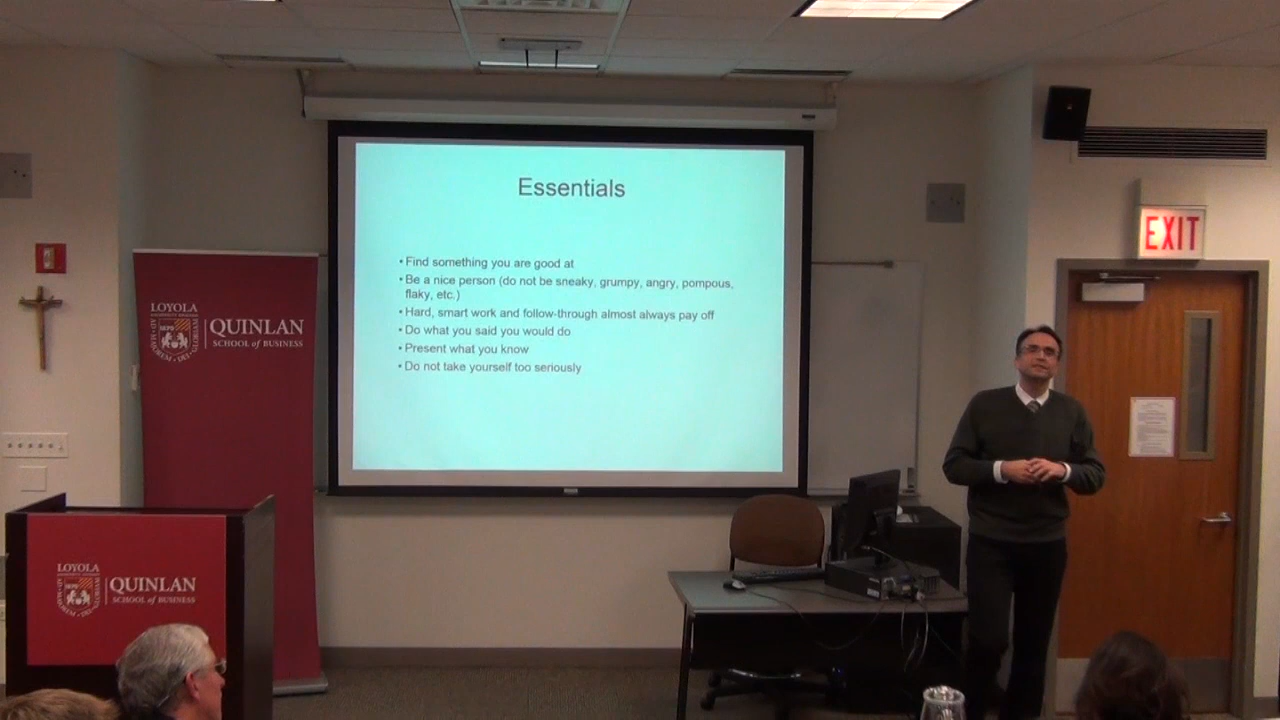 Essentials
• Find something you are good at
• Be a nice person (do not be sneaky, grumpy, angry, pompous,
flaky, etc.)
• Hard, smart work and follow-through almost always pay off
• Do what you said you would do
• Present what you know
• Do not take yourself too seriously
EXIT
LOYOLA
QUINLAN
SCHOOL of BUSINESS
LOYOLA
QUINLAN
SCHOOL of BUSINESS